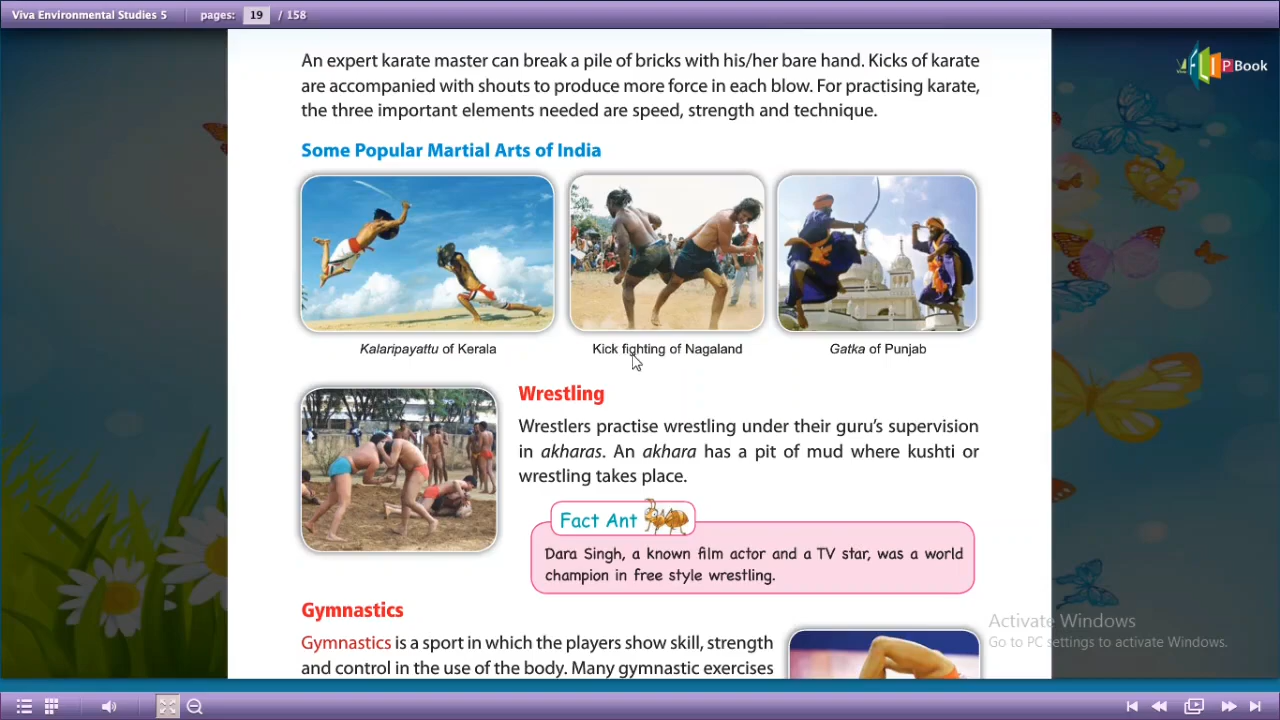 Viva Environmental Studies 5 pages: 19 / 158
Viva FLIP Book
An expert karate master can break a pile of bricks with his/her bare hand. Kicks of karate
are accompanied with shouts to produce more force in each blow. For practising karate,
the three important elements needed are speed, strength and technique.
Some Popular Martial Arts of India
Kalaripayattu of Kerala
Kick fighting of Nagaland
Gatka of Punjab
Wrestling
Wrestlers practise wrestling under their guru's supervision
in akharas. An akhara has a pit of mud where kushti or
wrestling takes place.
Fact Ant
Dara Singh, a known film actor and a TV star, was a world
champion in free style wrestling.
Gymnastics
Gymnastics is a sport in which the players show skill, strength
and control in the use of the body. Many gymnastic exercises
Activate Windows
Go to PC settings to activate Windows.